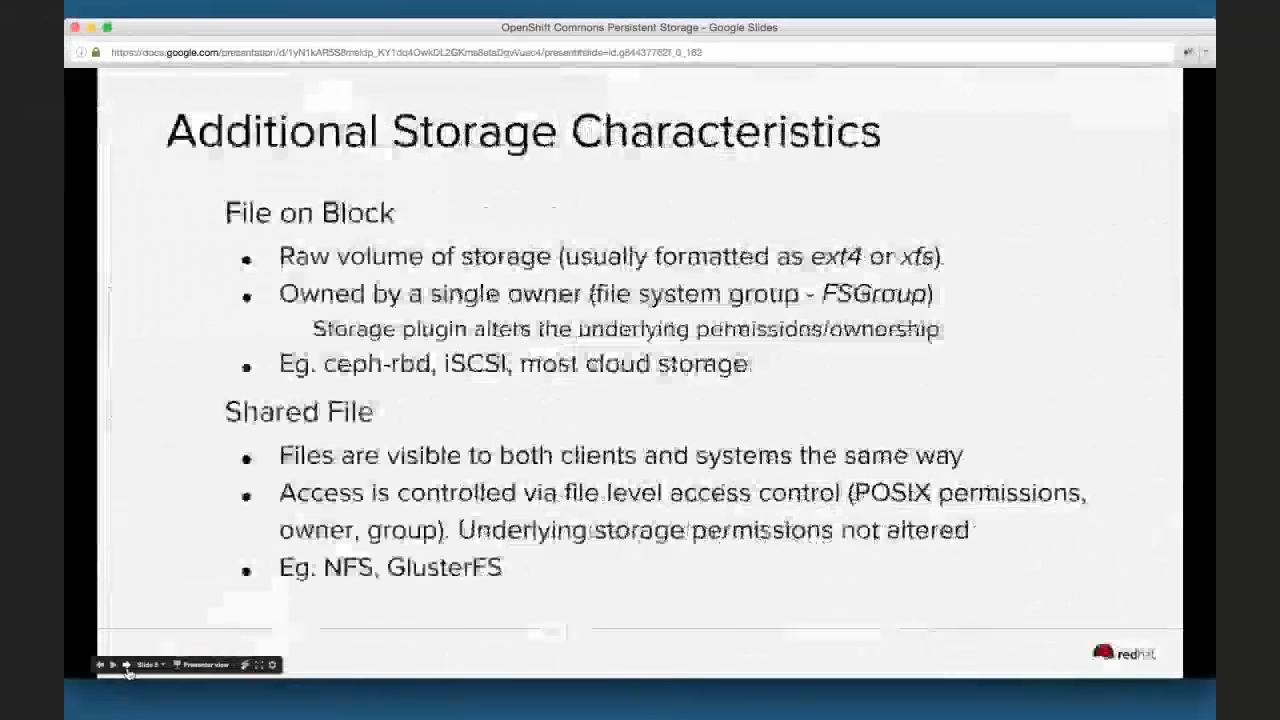 OpenShift Commons Persistent Storage - Google Slides
Additional Storage Characteristics
File on Block
Raw volume of storage (usually formatted as ext4 or xfs)
Owned by a single owner (file system group - FSGroup)
Storage plugin alters the underlying permissions/ownership
Eg. ceph-rbd, iSCSI, most cloud storage
Shared File
Files are visible to both clients and systems the same way
Access is controlled via file level access control (POSIX permissions,
owner, group). Underlying storage permissions not altered
Eg. NFS, GlusterFS
Presenter view
redhat